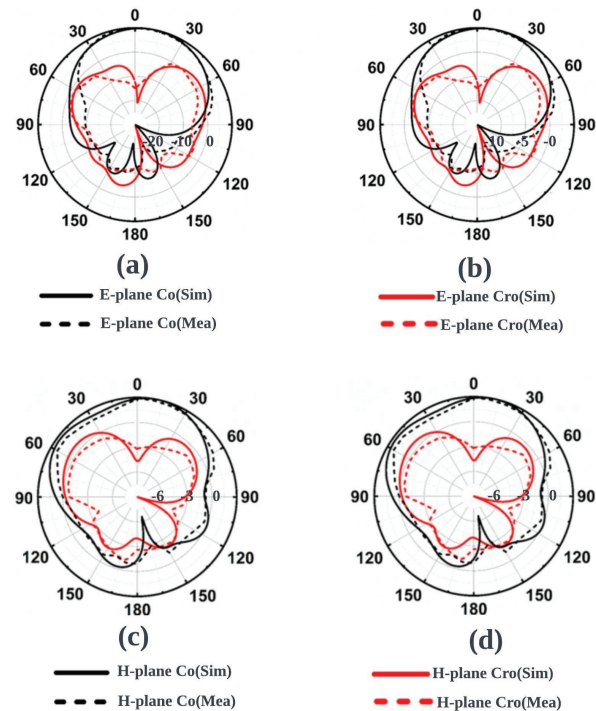 0 0
30 30 30 30
60 60 60 60
90 -20 -10 0 90 90 -10 -5 -0 90
120 120 120 120
150 150 150 150
180 180
(a) (b)
E-plane Co(Sim) E-plane Cro(Sim)
E-plane Co(Mea) E-plane Cro(Mea)
0 0
30 30 30 30
60 60 60 60
90 -6 -3 0 90 90 -6 -3 0 90
120 120 120 120
150 150 150 150
180 180
(c) (d)
H-plane Co(Sim) H-plane Cro(Sim)
H-plane Co(Mea) H-plane Cro(Mea)